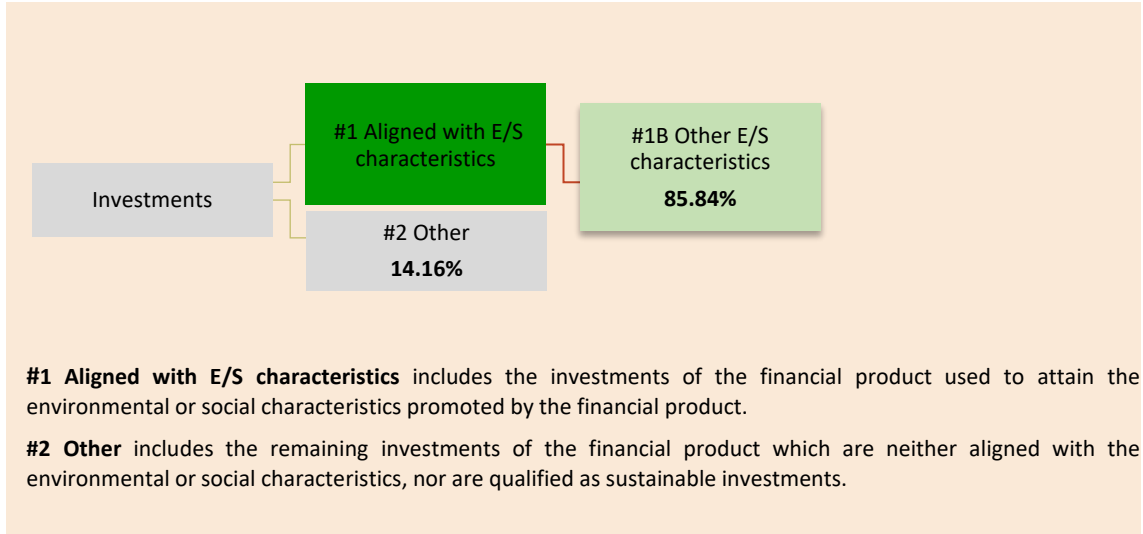 #1 Aligned with E/S
characteristics
#1B Other E/S
characteristics
85.84%
Investments
#2 Other
14.16%
#1 Aligned with E/S characteristics includes the investments of the financial product used to attain the
environmental or social characteristics promoted by the financial product.
#2 Other includes the remaining investments of the financial product which are neither aligned with the
environmental or social characteristics, nor are qualified as sustainable investments.